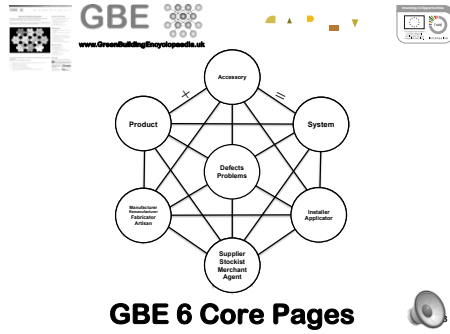 GBE
www.GreenBuildingEncyclopaedia.uk
Accessory
+
=
Product
System
Defects
Problems
Manufacturer
Remanufacturer
Fabricator
Artisan
Installer
Applicator
Supplier
Stockist
Merchant
Agent
GBE 6 Core Pages